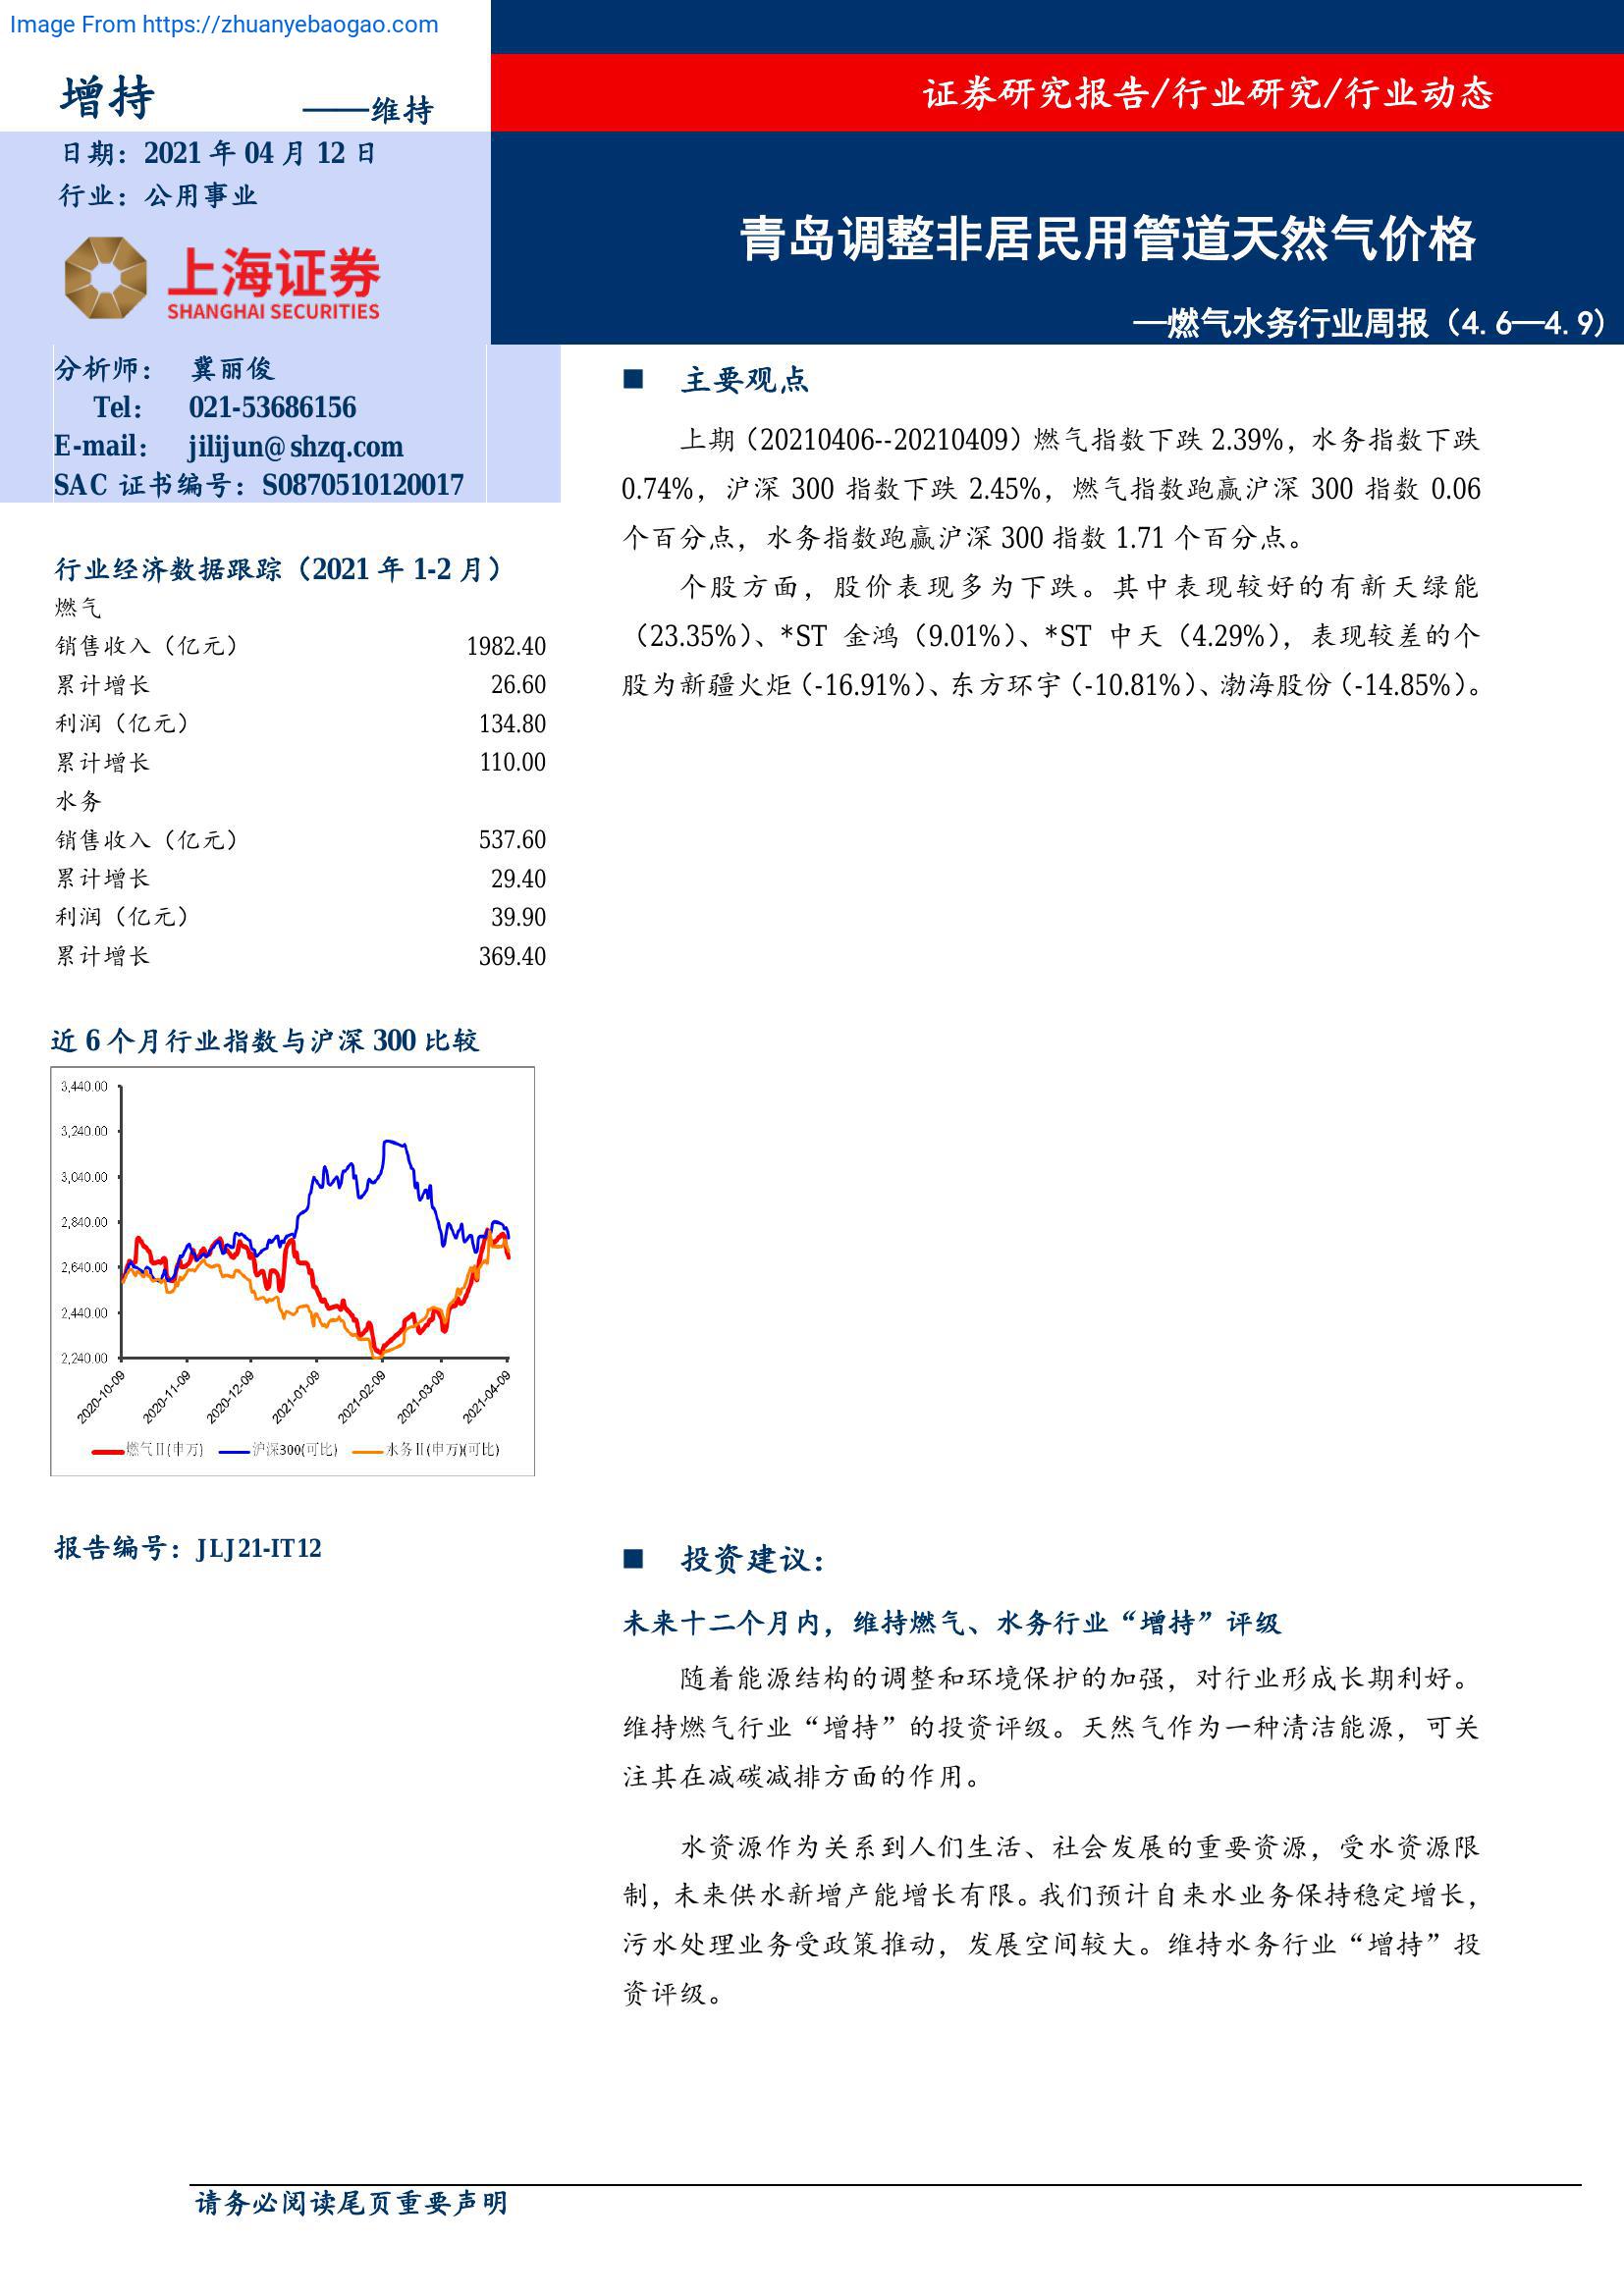 Image From https://zhuanyebaogao.com
增持 ——维持
证券研究报告/行业研究/行业动态
日期：2021 年 04 月 12 日
行业：公用事业
上海证券
SHANGHAI SECURITIES
青岛调整非居民用管道天然气价格
—燃气水务行业周报（4.6—4.9）
分析师： 冀丽俊
Tel： 021-53686156
E-mail： jilijun@shzq.com
SAC 证书编号：S0870510120017
行业经济数据跟踪（2021 年 1-2 月）
燃气
销售收入（亿元） 1982.40
累计增长 26.60
利润（亿元） 134.80
累计增长 110.00
水务
销售收入（亿元） 537.60
累计增长 29.40
利润（亿元） 39.90
累计增长 369.40
近 6 个月行业指数与沪深 300 比较
3,440.00
3,240.00
3,040.00
2,840.00
2,640.00
2,440.00
2,240.00
2020-10-09 2020-11-09 2020-12-09 2021-01-09 2021-02-09 2021-03-09 2021-04-09
燃气Ⅱ(申万) 沪深300(可比) 水务Ⅱ(申万)(可比)
报告编号：JLJ21-IT12
■ 主要观点
上期（20210406--20210409）燃气指数下跌 2.39%，水务指数下跌
0.74%，沪深 300 指数下跌 2.45%，燃气指数跑赢沪深 300 指数 0.06
个百分点，水务指数跑赢沪深 300 指数 1.71 个百分点。
个股方面，股价表现多为下跌。其中表现较好的有新天绿能
（23.35%）、*ST 金鸿（9.01%）、*ST 中天（4.29%），表现较差的个
股为新疆火炬（-16.91%）、东方环宇（-10.81%）、渤海股份（-14.85%）。
■ 投资建议：
未来十二个月内，维持燃气、水务行业“增持”评级
随着能源结构的调整和环境保护的加强，对行业形成长期利好。
维持燃气行业“增持”的投资评级。天然气作为一种清洁能源，可关
注其在减碳减排方面的作用。
水资源作为关系到人们生活、社会发展的重要资源，受水资源限
制，未来供水新增产能增长有限。我们预计自来水业务保持稳定增长，
污水处理业务受政策推动，发展空间较大。维持水务行业“增持”投
资评级。
请务必阅读尾页重要声明